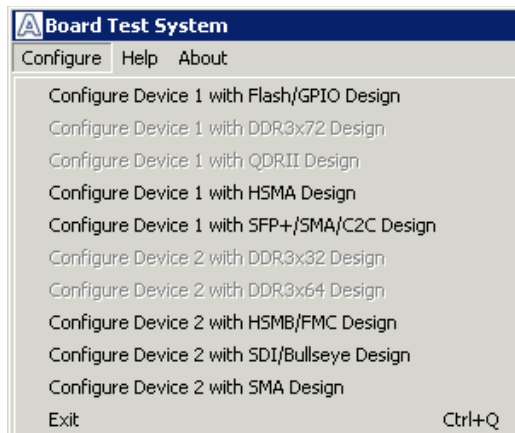 Board Test System
Configure Help About
Configure Device 1 with Flash/GPIO Design
Configure Device 1 with DDR3x72 Design
Configure Device 1 with QDRII Design
Configure Device 1 with HSMA Design
Configure Device 1 with SFP+/SMA/C2C Design
Configure Device 2 with DDR3x32 Design
Configure Device 2 with DDR3x64 Design
Configure Device 2 with HSMB/FMC Design
Configure Device 2 with SDI/Bullseye Design
Configure Device 2 with SMA Design
Exit Ctrl+Q